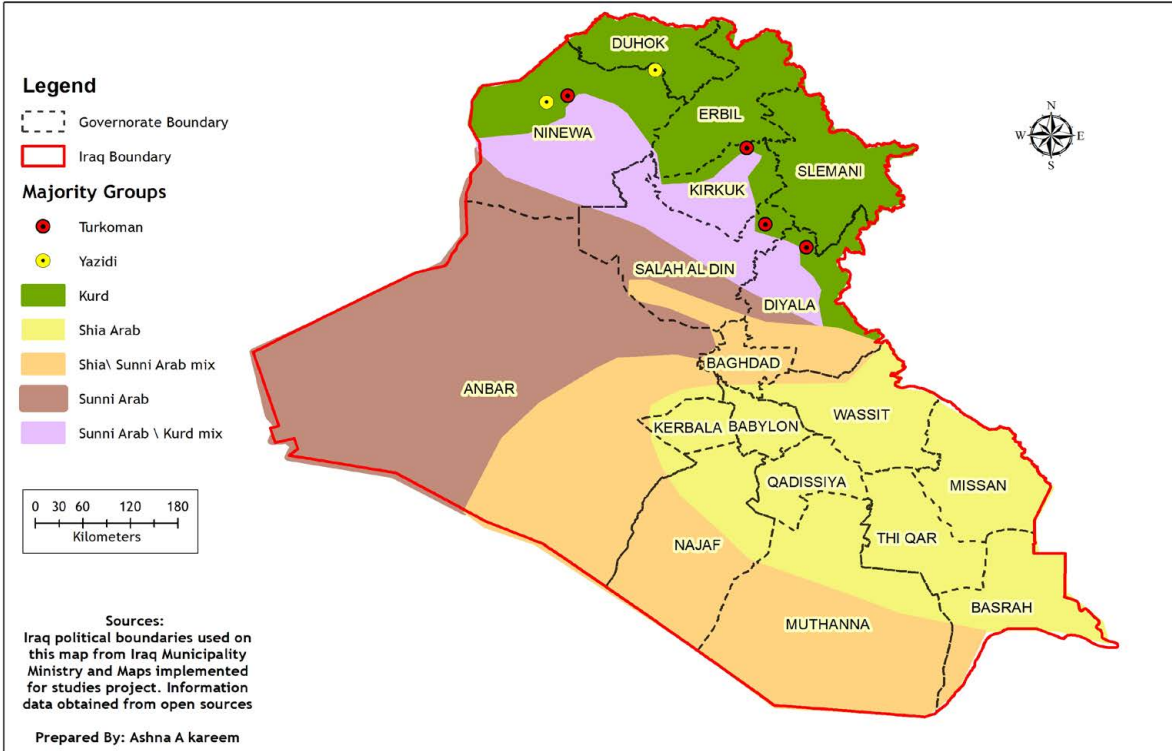 Legend
Governorate Boundary
Iraq Boundary
Majority Groups
Turkoman
Yazidi
Kurd
Shia Arab
Shia\ Sunni Arab mix
Sunni Arab
Sunni Arab \ Kurd mix
0 30 60 120 180
Kilometers
Sources:
Iraq political boundaries used on
this map from Iraq Municipality
Ministry and Maps implemented
for studies project. Information
data obtained from open sources
Prepared By: Ashna A kareem
DUHOK
ERBIL
NINEWA
SLEMANI
KIRKUK
SALAH AL DIN
DIYALA
BAGHDAD
ANBAR
WASSIT
KERBALA
BABYLON
QADISSIYA
MISSAN
THI QAR
NAJAF
BASRAH
MUTHANNA
N
W E
S